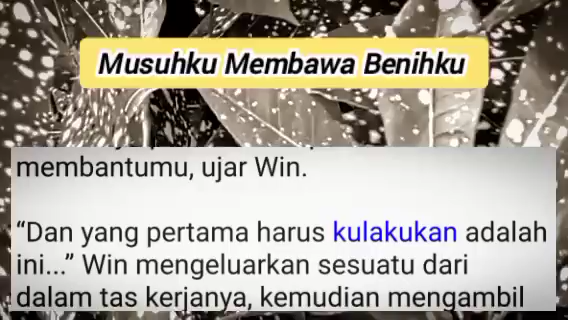 Musuhku Membawa Benihku
membantumu, ujar Win.
“Dan yang pertama harus kulakukan adalah
ini...” Win mengeluarkan sesuatu dari
dalam tas kerjanya, kemudian mengambil